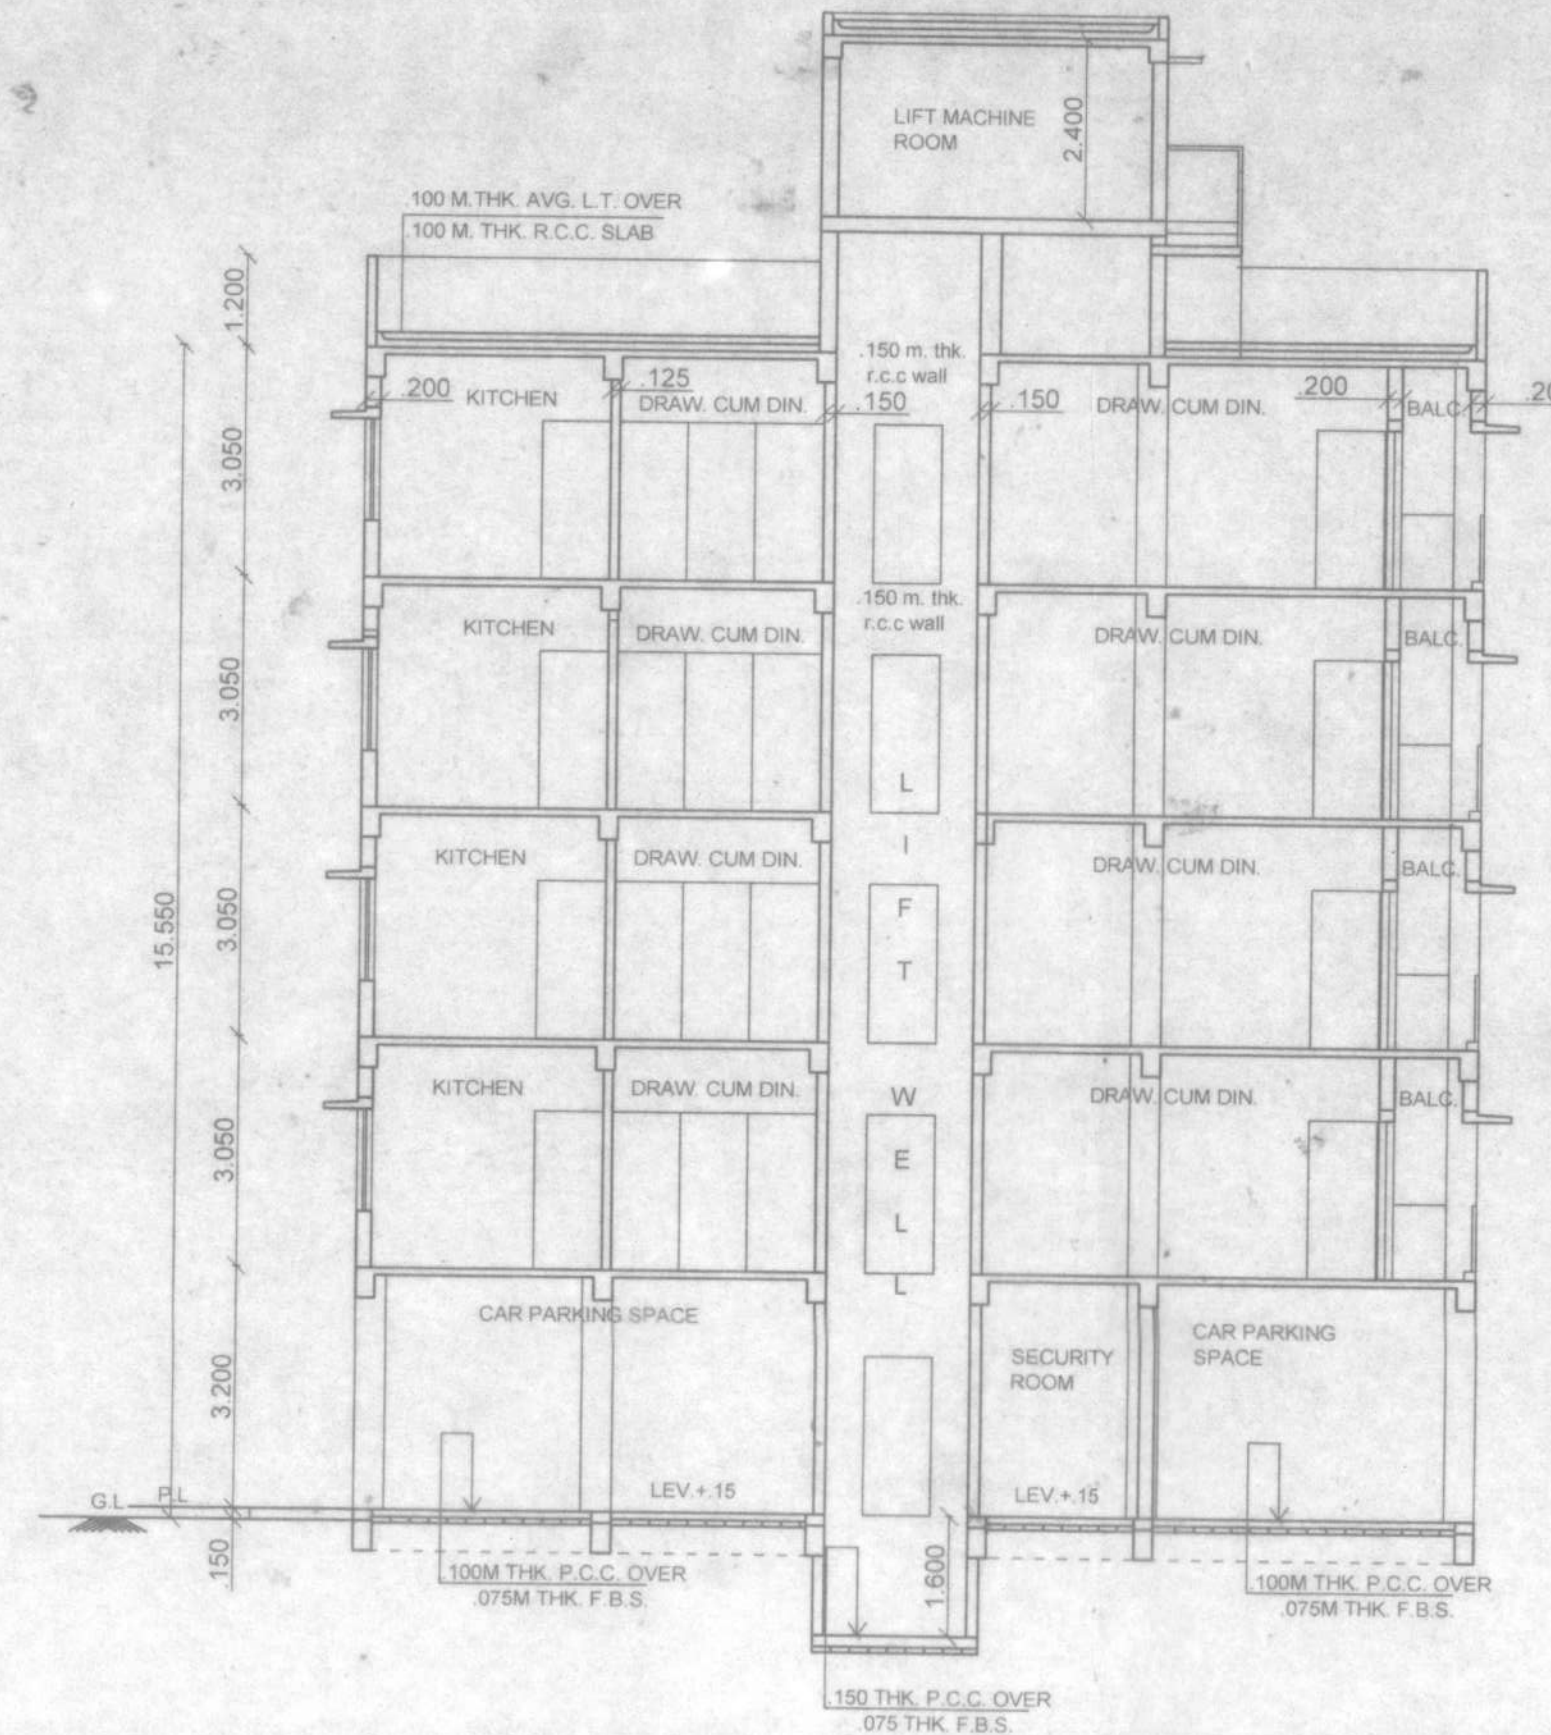 LIFT MACHINE
ROOM
2.400
.100 M.THK. AVG. L.T. OVER
.100 M. THK. R.C.C. SLAB
1.200
.150 m. thk.
r.c.c wall
.200
KITCHEN
.125
DRAW. CUM DIN.
.150
.150
DRAW. CUM DIN.
.200
BALC.
3.050
.150 m. thk.
r.c.c wall
KITCHEN
DRAW. CUM DIN.
DRAW. CUM DIN.
BALC.
3.050
KITCHEN
DRAW. CUM DIN.
DRAW. CUM DIN.
BALC.
15.550
3.050
LIFT WELL
KITCHEN
DRAW. CUM DIN.
DRAW. CUM DIN.
BALC.
3.050
CAR PARKING SPACE
SECURITY
ROOM
CAR PARKING
SPACE
3.200
LEV.+.15
LEV.+.15
G.L
P.L
.150
1.600
.100M THK. P.C.C. OVER
.075M THK. F.B.S.
.100M THK. P.C.C. OVER
.075M THK. F.B.S.
.150 THK. P.C.C. OVER
.075 THK. F.B.S.